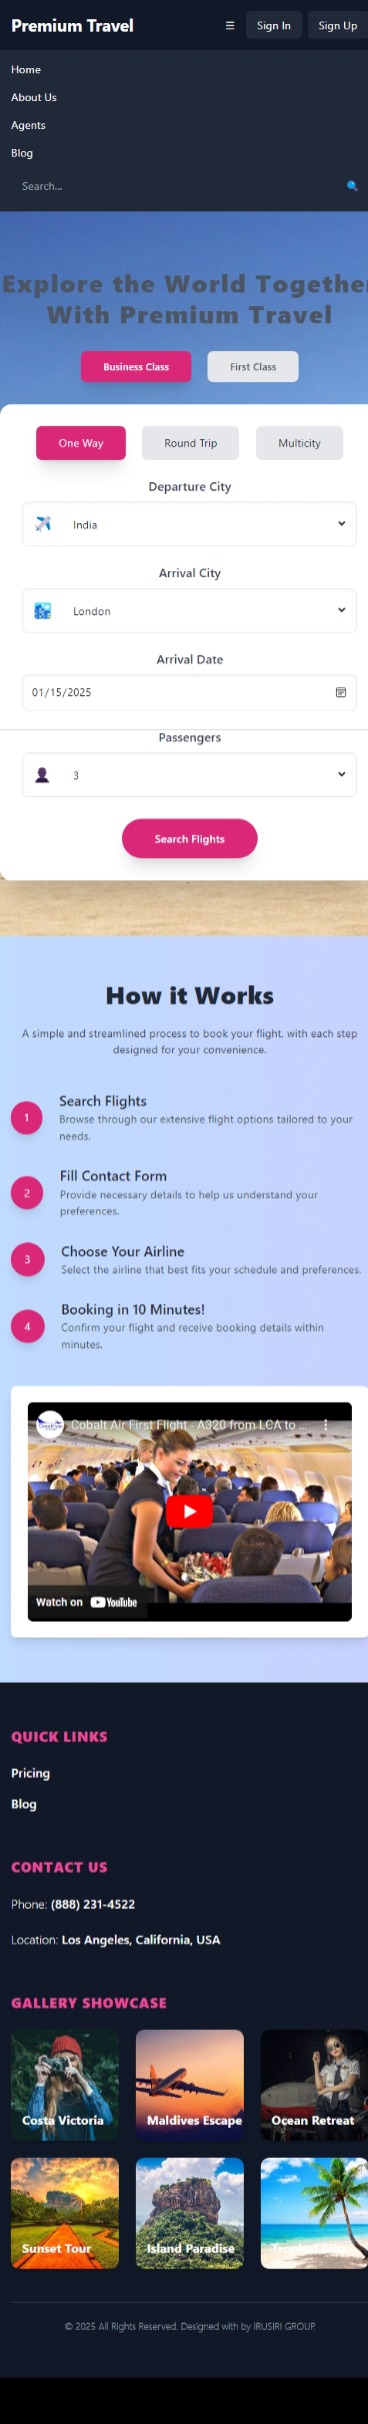 Premium Travel
☰
Sign In
Sign Up
Home
About Us
Agents
Blog
Search...
Explore the World Together
With Premium Travel
Business Class
First Class
One Way
Round Trip
Multicity
Departure City
India
Arrival City
London
Arrival Date
01/15/2025
Passengers
3
Search Flights
How it Works
A simple and streamlined process to book your flight, with each step
designed for your convenience.
1
Search Flights
Browse through our extensive flight options tailored to your
needs.
2
Fill Contact Form
Provide necessary details to help us understand your
preferences.
3
Choose Your Airline
Select the airline that best fits your schedule and preferences.
4
Booking in 10 Minutes!
Confirm your flight and receive booking details within
minutes.
Cobalt Air First Flight - A320 from LCA to ...
Watch on YouTube
QUICK LINKS
Pricing
Blog
CONTACT US
Phone: (888) 231-4522
Location: Los Angeles, California, USA
GALLERY SHOWCASE
Costa Victoria
Maldives Escape
Ocean Retreat
Sunset Tour
Island Paradise
Tropical
© 2025 All Rights Reserved. Designed with by IRUSIRI GROUP.